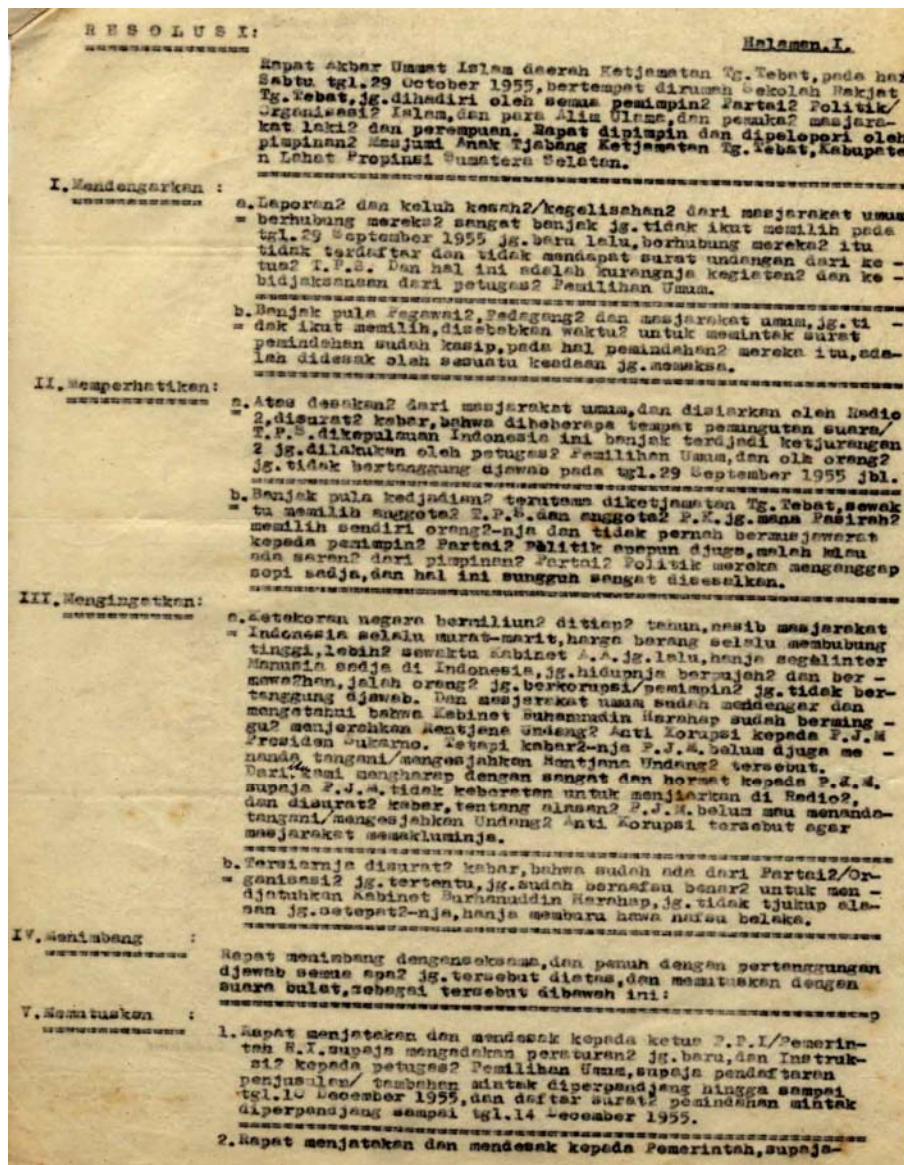 R E S O L U S I:
Halaman.I.
Rapat Akbar Ummat Islam daerah Ketjamatan Tg.Tebat,pada hari
Sabtu tgl.29 October 1955,bertempat dirumah Sekolah Rakjat
Tg.Tebat,jg.dihadiri oleh semua pemimpin2 Partai2 Politik/
Organisasi2 Islam,dan para Alim Ulama,dan pemuka2 masjara-
kat laki2 dan perempuan. Rapat dipimpin dan dipelopori oleh
pimpinan2 Masjumi Anak Tjabang Ketjamatan Tg.Tebat,Kabupate
n Lahat Propinsi Sumatera Selatan.
I.Mendengarkan :
a.Laporan2 dan keluh kesah2/kegelisahan2 dari masjarakat umum
= berhubung mereka2 sangat banjak jg.tidak ikut memilih pada
tgl.29 September 1955 jg.baru lalu,berhubung mereka2 itu
tidak terdaftar dan tidak mendapat surat undangan dari ke -
tua2 T.P.S. Dan hal ini adalah kurangnja kegiatan2 dan ke -
bidjaksanaan dari petugas2 Pemilihan Umum.
b.Banjak pula Pegawai2,Pedagang2 dan masjarakat umum,jg.ti -
= dak ikut memilih,disebabkan waktu2 untuk memintak surat
pemindahan sudah kasip,pada hal pemindahan2 mereka itu,ada-
lah didesak olah sesuatu keadaan jg.memaksa.
II.Memperhatikan:
a.Atas desakan2 dari masjarakat umum,dan disiarkan oleh Radio
= 2,disurat2 kabar,bahwa dibeberapa tempat pemungutan suara/
T.P.S.dikepulauan Indonesia ini banjak terdjadi ketjurangan
2 jg.dilakukan oleh petugas2 Pemilihan Umum,dan olh orang2
jg.tidak bertanggung djawab pada tgl.29 September 1955 jbl.
b.Banjak pula kedjadian2 terutama diketjamatan Tg.Tebat,sewak
= tu memilih anggota2 T.P.S.dan anggota2 P.K.jg.mana Pasirah2
memilih sendiri orang2-nja dan tidak pernah bermusjawarat
kepada pemimpin2 Partai2 Politik apapun djuga,malah kalau
ada saran2 dari pimpinan2 Partai2 Politik mereka menganggap
sepi sadja,dan hal ini sungguh sangat disesalkan.
III.Mengingatkan:
a.Ketekoran negara bermiliun2 ditiap2 tahun,nasib masjarakat
= Indonesia selalu murat-marit,harga barang selalu membubung
tinggi,lebih2 sewaktu Kabinet A.A.jg.lalu,hanja segelinter
Manusia sadja di Indonesia,jg.hidupnja berpujah2 dan ber -
mewa2han,jalah orang2 jg.berkorupsi/pemimpin2 jg.tidak ber-
tanggung djawab. Dan masjarakat umum sudah mendengar dan
mengetahui bahwa Kabinet Buhanuddin Harahap sudah berming -
gu2 menjerahkan Rentjana Undang2 Anti Korupsi kepada P.J.M
Presiden Sukarno. Tetapi kabar2-nja P.J.M.belum djuga me -
nanda tangani/mengesjahkan Rentjana Undang2 tersebut.
Dari kami mengharap dengan sangat dan hormat kepada P.J.M.
supaja P.J.M.tidak keberatan untuk menjiarkan di Radio2,
dan disurat2 kabar,tentang alasan2 P.J.M.belum mau menanda-
tangani/mengesjahkan Undang2 Anti Korupsi tersebut agar
masjarakat memakluminja.
b.Tersiarnja disurat2 kabar,bahwa sudah ada dari Partai2/Or-
= ganisasi2 jg.tertentu,jg.sudah bernafsu benar2 untuk men -
djatuhkan Kabinet Burhanuddin Harahap,jg.tidak tjukup ala-
san jg.setepat2-nja,hanja memburu hawa nafsu belaka.
IV.Menimbang :
Rapat menimbang denganseksama,dan penuh dengan pertanggungan
djawab semua apa2 jg.tersebut diatas,dan memutuskan dengan
suara bulat,sebagai tersebut dibawah ini:
V.Memutuskan :
1.Rapat menjatakan dan mendesak kepada ketua P.P.I/Pemerin-
tah R.I.supaja mengadakan peraturan2 jg.baru,dan Instruk-
si2 kepada petugas2 Pemilihan Umum,supaja pendaftaran
penjusulan/ tambahan mintak diperpandjang hingga sampai
December 1955,dan daftar surat2 pemindahan mintak
diperpandjang sampai tgl.14 December 1955.
2.Rapat menjatakan dan mendesak kepada Pemerintah,supaja-